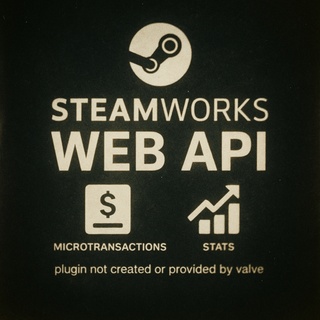 STEAMWORKS
WEB API
$
MICROTRANSACTIONS
STATS
plugin not created or provided by valve